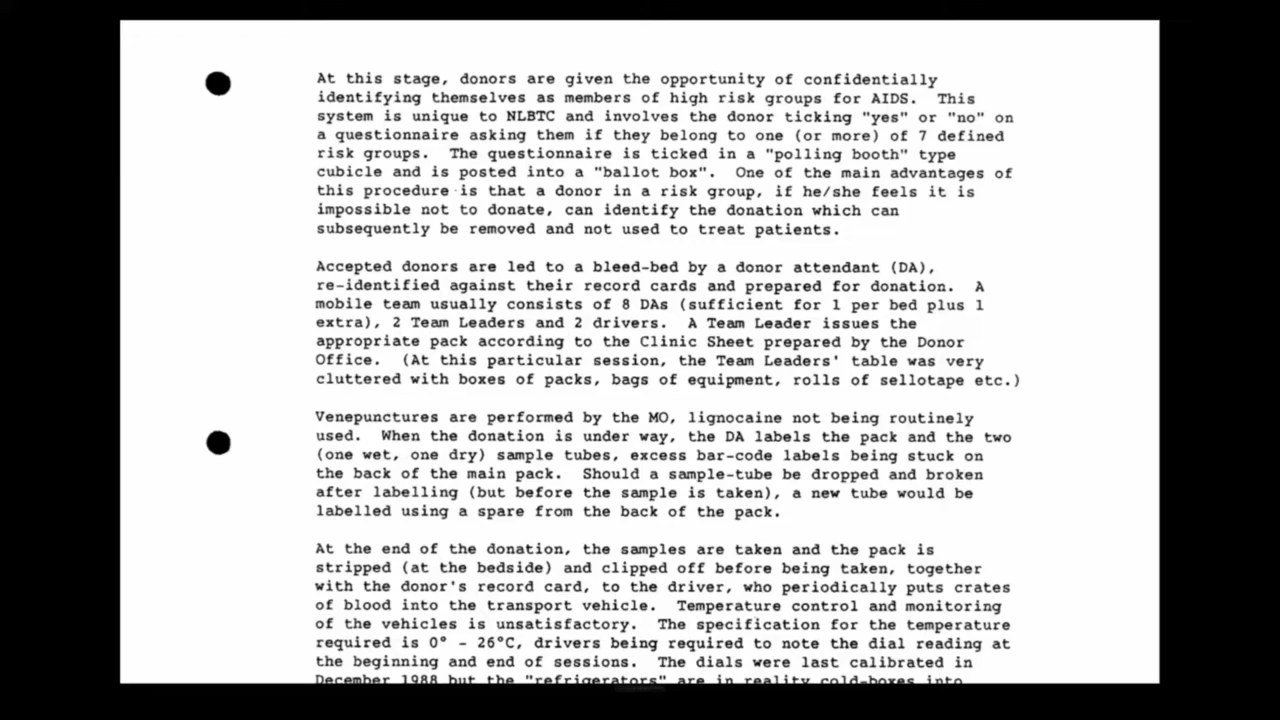 At this stage, donors are given the opportunity of confidentially
identifying themselves as members of high risk groups for AIDS. This
system is unique to NLBTC and involves the donor ticking "yes" or "no" on
a questionnaire asking them if they belong to one (or more) of 7 defined
risk groups. The questionnaire is ticked in a "polling booth" type
cubicle and is posted into a "ballot box". One of the main advantages of
this procedure is that a donor in a risk group, if he/she feels it is
impossible not to donate, can identify the donation which can
subsequently be removed and not used to treat patients.
Accepted donors are led to a bleed-bed by a donor attendant (DA),
re-identified against their record cards and prepared for donation. A
mobile team usually consists of 8 DAs (sufficient for 1 per bed plus 1
extra), 2 Team Leaders and 2 drivers. A Team Leader issues the
appropriate pack according to the Clinic Sheet prepared by the Donor
Office. (At this particular session, the Team Leaders' table was very
cluttered with boxes of packs, bags of equipment, rolls of sellotape etc.)
Venepunctures are performed by the MO, lignocaine not being routinely
used. When the donation is under way, the DA labels the pack and the two
(one wet, one dry) sample tubes, excess bar-code labels being stuck on
the back of the main pack. Should a sample-tube be dropped and broken
after labelling (but before the sample is taken), a new tube would be
labelled using a spare from the back of the pack.
At the end of the donation, the samples are taken and the pack is
stripped (at the bedside) and clipped off before being taken, together
with the donor's record card, to the driver, who periodically puts crates
of blood into the transport vehicle. Temperature control and monitoring
of the vehicles is unsatisfactory. The specification for the temperature
required is 0° - 26°C, drivers being required to note the dial reading at
the beginning and end of sessions. The dials were last calibrated in
December 1988 but the "refrigerators" are in reality cold-boxes into